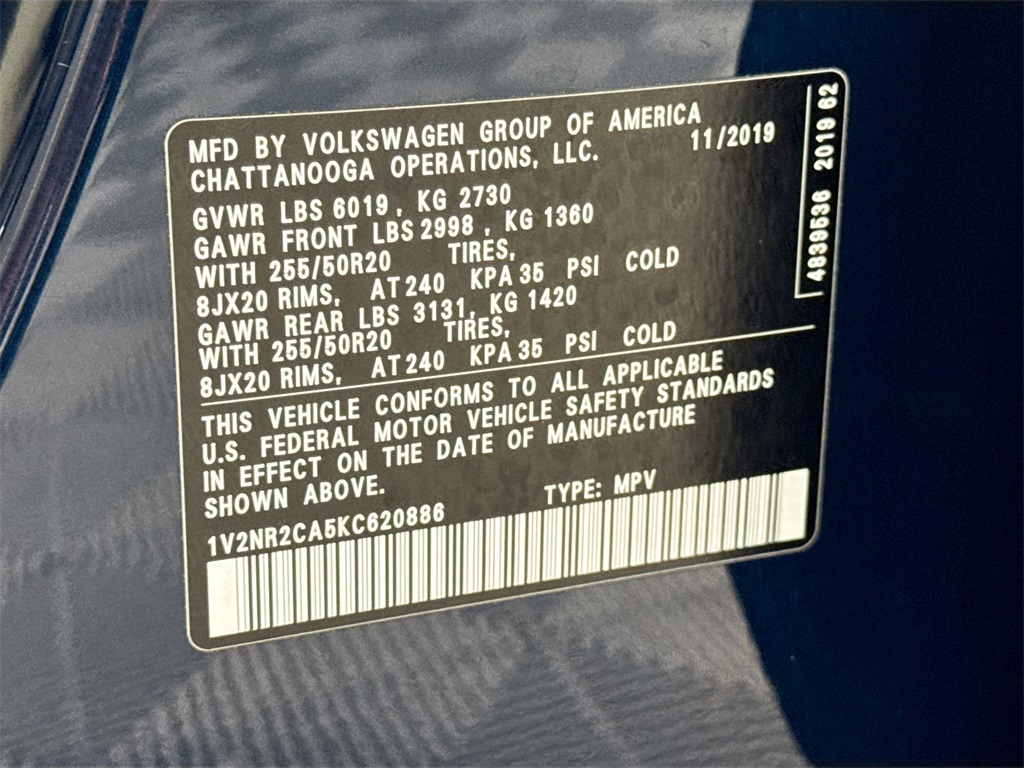 MFD BY VOLKSWAGEN GROUP OF AMERICA
CHATTANOOGA OPERATIONS, LLC. 11/2019
GVWR LBS 6019, KG 2730
GAWR FRONT LBS 2998, KG 1360
WITH 255/50R20 TIRES,
8JX20 RIMS, AT 240 KPA 35 PSI COLD
GAWR REAR LBS 3131, KG 1420
WITH 255/50R20 TIRES,
8JX20 RIMS, AT 240 KPA 35 PSI COLD
THIS VEHICLE CONFORMS TO ALL APPLICABLE
U.S. FEDERAL MOTOR VEHICLE SAFETY STANDARDS
IN EFFECT ON THE DATE OF MANUFACTURE
SHOWN ABOVE.
1V2NR2CA5KC620886 TYPE: MPV
4839536 2019 62